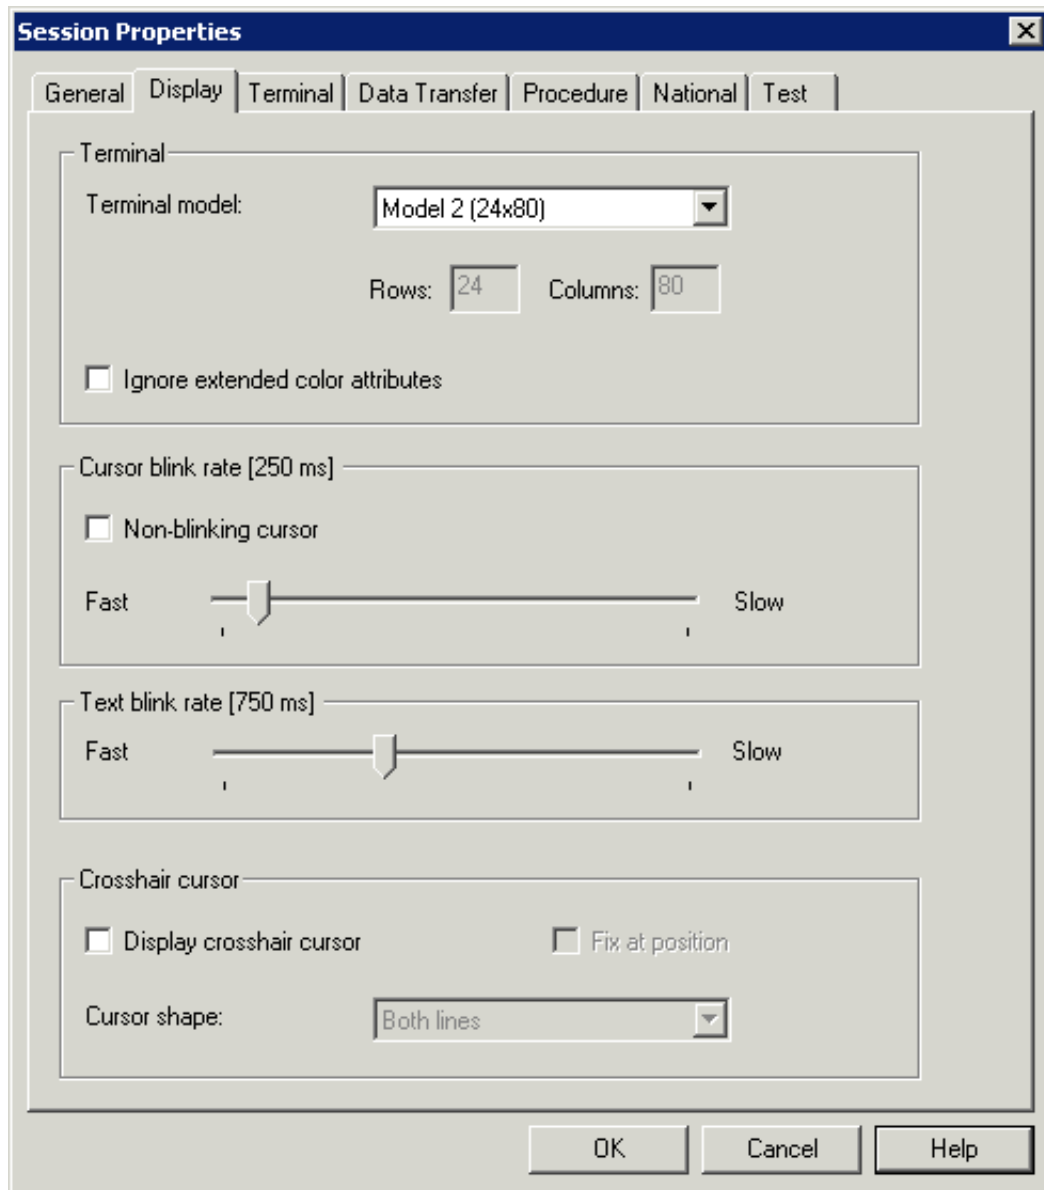 Session Properties
General Display Terminal Data Transfer Procedure National Test
Terminal
Terminal model: Model 2 (24x80)
Rows: 24 Columns: 80
Ignore extended color attributes
Cursor blink rate [250 ms]
Non-blinking cursor
Fast Slow
Text blink rate [750 ms]
Fast Slow
Crosshair cursor
Display crosshair cursor Fix at position
Cursor shape: Both lines
OK Cancel Help